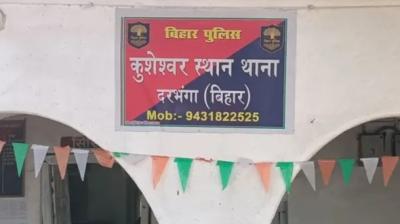 बिहार पुलिस
कुशेश्वर स्थान थाना
दरभंगा (बिहार)
Mob:- 9431822525